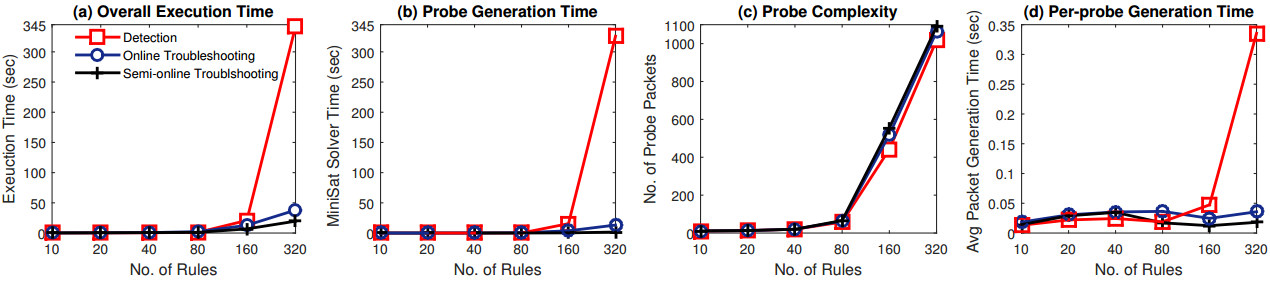 (a) Overall Execution Time
Execution Time (sec)
345
300
250
200
150
100
50
0
Detection
Online Troubleshooting
Semi-online Troublshooting
10 20 40 80 160 320
No. of Rules
(b) Probe Generation Time
MiniSat Solver Time (sec)
345
300
250
200
150
100
50
0
10 20 40 80 160 320
No. of Rules
(c) Probe Complexity
No. of Probe Packets
1100
1000
800
600
400
200
0
10 20 40 80 160 320
No. of Rules
(d) Per-probe Generation Time
Avg Packet Generation Time (sec)
0.35
0.3
0.25
0.2
0.15
0.1
0.05
0
10 20 40 80 160 320
No. of Rules